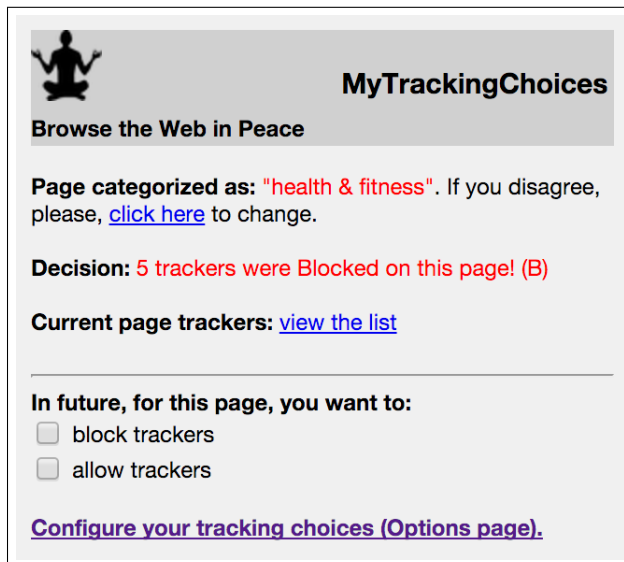 MyTrackingChoices
Browse the Web in Peace
Page categorized as: "health & fitness". If you disagree,
please, click here to change.
Decision: 5 trackers were Blocked on this page! (B)
Current page trackers: view the list
In future, for this page, you want to:
block trackers
allow trackers
Configure your tracking choices (Options page).